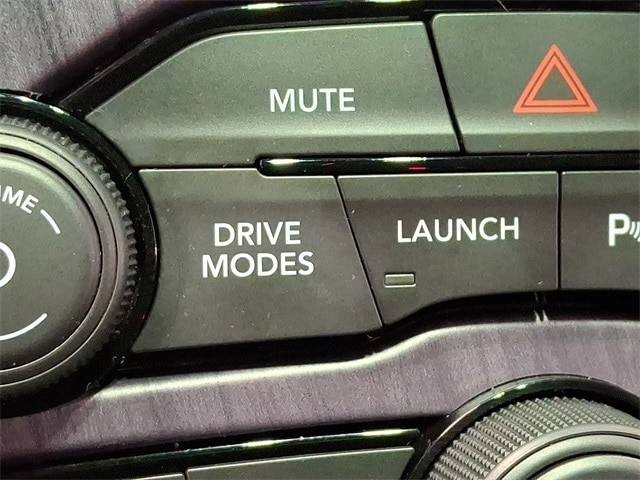 MUTE
DRIVE
MODES
LAUNCH
P